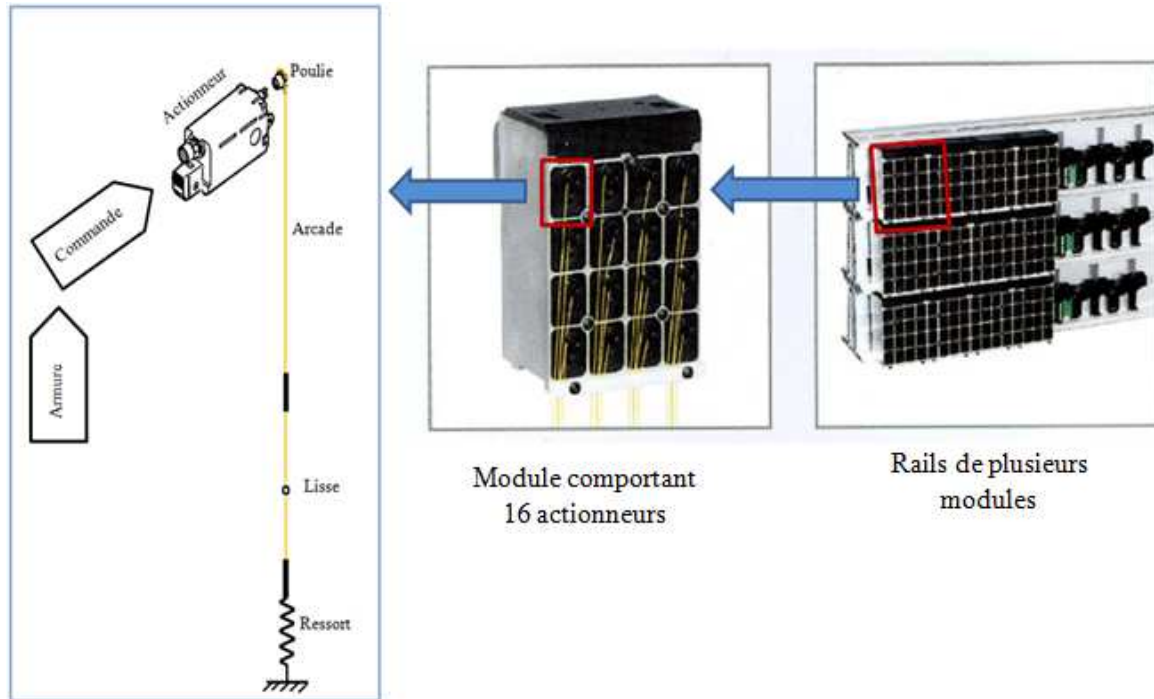 Poulie
Actionneur
Commande
Arcade
Armure
Lisse
Ressort
Module comportant
16 actionneurs
Rails de plusieurs
modules